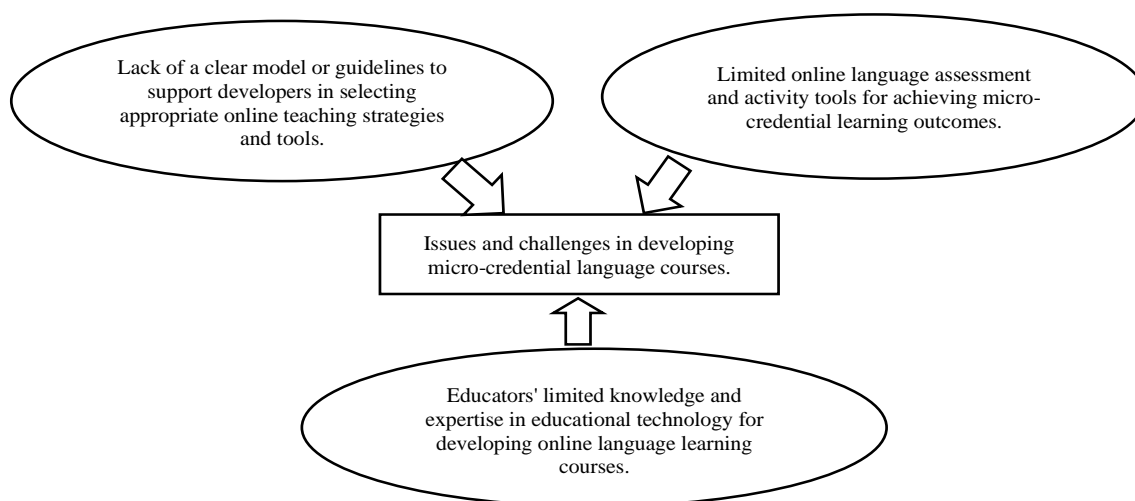 Lack of a clear model or guidelines to
support developers in selecting
appropriate online teaching strategies
and tools.
Limited online language assessment
and activity tools for achieving micro-
credential learning outcomes.
Issues and challenges in developing
micro-credential language courses.
Educators' limited knowledge and
expertise in educational technology for
developing online language learning
courses.